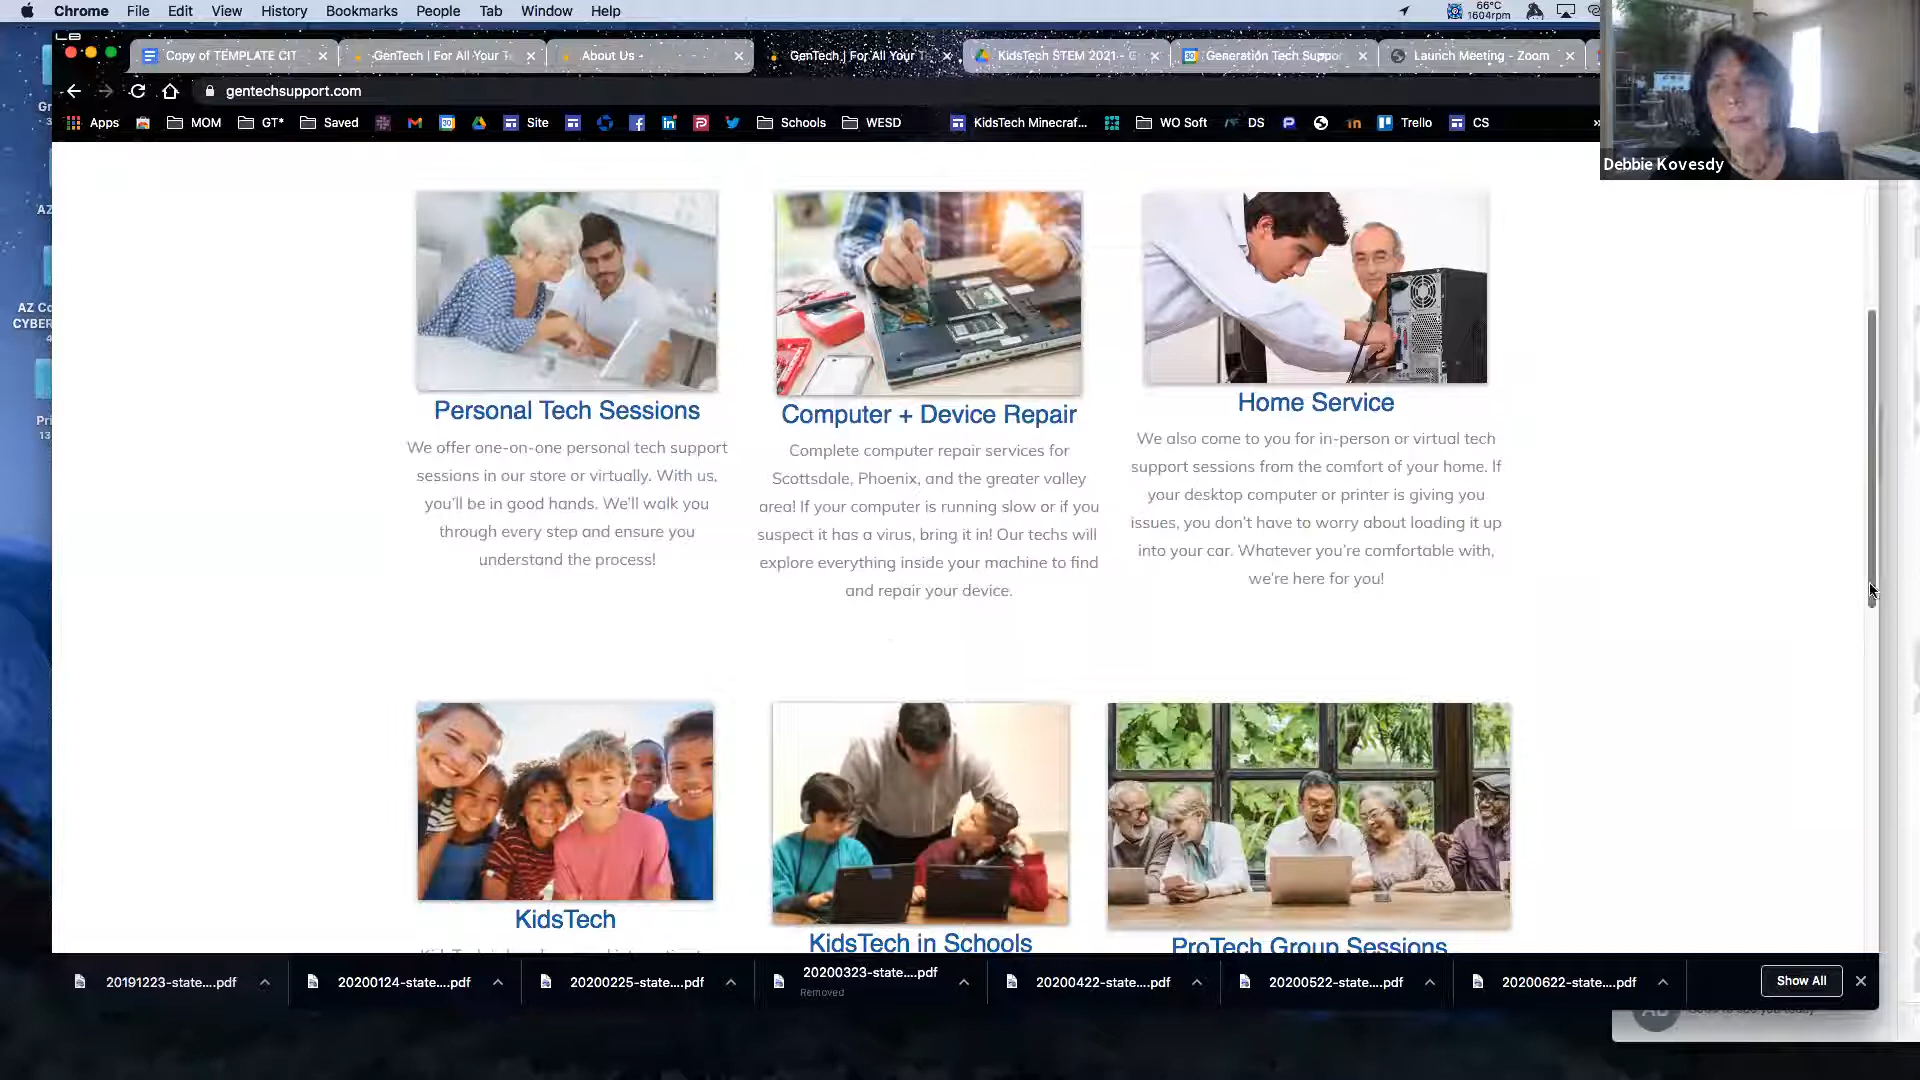 Chrome File Edit View History Bookmarks People Tab Window Help
66°C
1604rpm
Copy of TEMPLATE CIT
GenTech | For All Your T
About Us -
GenTech | For All Your T
KidsTech STEM 2021 - G
Generation Tech Suppor
Launch Meeting - Zoom
gentechsupport.com
Apps MOM GT* Saved Site Schools WESD KidsTech Minecraf... WO Soft DS Trello CS »
Debbie Kovesdy
Personal Tech Sessions
We offer one-on-one personal tech support
sessions in our store or virtually. With us,
you'll be in good hands. We'll walk you
through every step and ensure you
understand the process!
Computer + Device Repair
Complete computer repair services for
Scottsdale, Phoenix, and the greater valley
area! If your computer is running slow or if you
suspect it has a virus, bring it in! Our techs will
explore everything inside your machine to find
and repair your device.
Home Service
We also come to you for in-person or virtual tech
support sessions from the comfort of your home. If
your desktop computer or printer is giving you
issues, you don't have to worry about loading it up
into your car. Whatever you're comfortable with,
we're here for you!
KidsTech
KidsTech in Schools
ProTech Group Sessions
Gr
AZ
AZ Co
CYBER
Pri
13
20191223-state....pdf
20200124-state....pdf
20200225-state....pdf
20200323-state....pdf
Removed
20200422-state....pdf
20200522-state....pdf
20200622-state....pdf
Show All